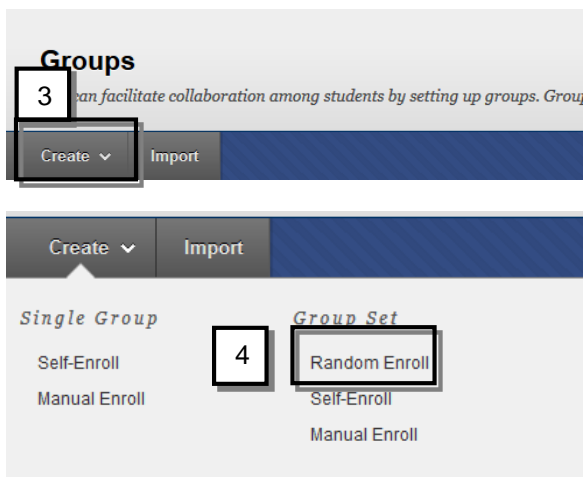 Groups
3
can facilitate collaboration among students by setting up groups. Group
Create Import
Create Import
Single Group Group Set
Self-Enroll 4 Random Enroll
Manual Enroll Self-Enroll
Manual Enroll